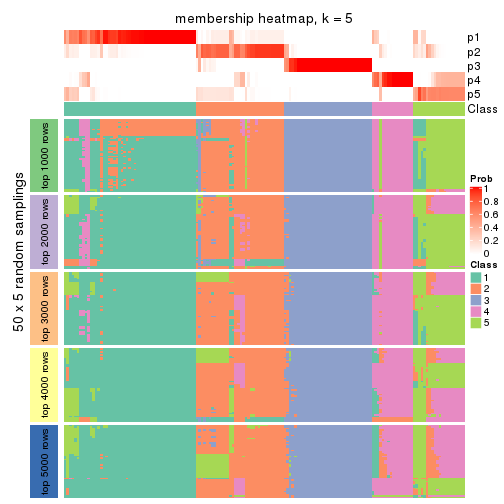 membership heatmap, k = 5
p1
p2
p3
p4
p5
Class
50 x 5 random samplings
top 1000 rows
top 2000 rows
top 3000 rows
top 4000 rows
top 5000 rows
Prob
1
0.8
0.6
0.4
0.2
0
Class
1
2
3
4
5